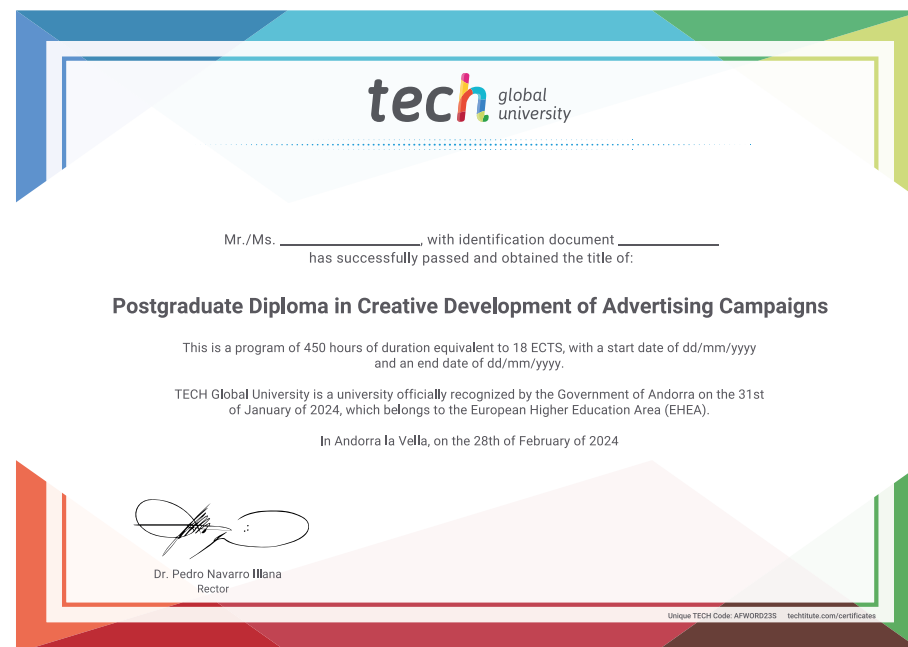 tech global university
Mr./Ms. ____________________, with identification document ______________
has successfully passed and obtained the title of:
Postgraduate Diploma in Creative Development of Advertising Campaigns
This is a program of 450 hours of duration equivalent to 18 ECTS, with a start date of dd/mm/yyyy
and an end date of dd/mm/yyyy.
TECH Global University is a university officially recognized by the Government of Andorra on the 31st
of January of 2024, which belongs to the European Higher Education Area (EHEA).
In Andorra la Vella, on the 28th of February of 2024
Dr. Pedro Navarro Illana
Rector
Unique TECH Code: AFWORD23S techtitute.com/certificates